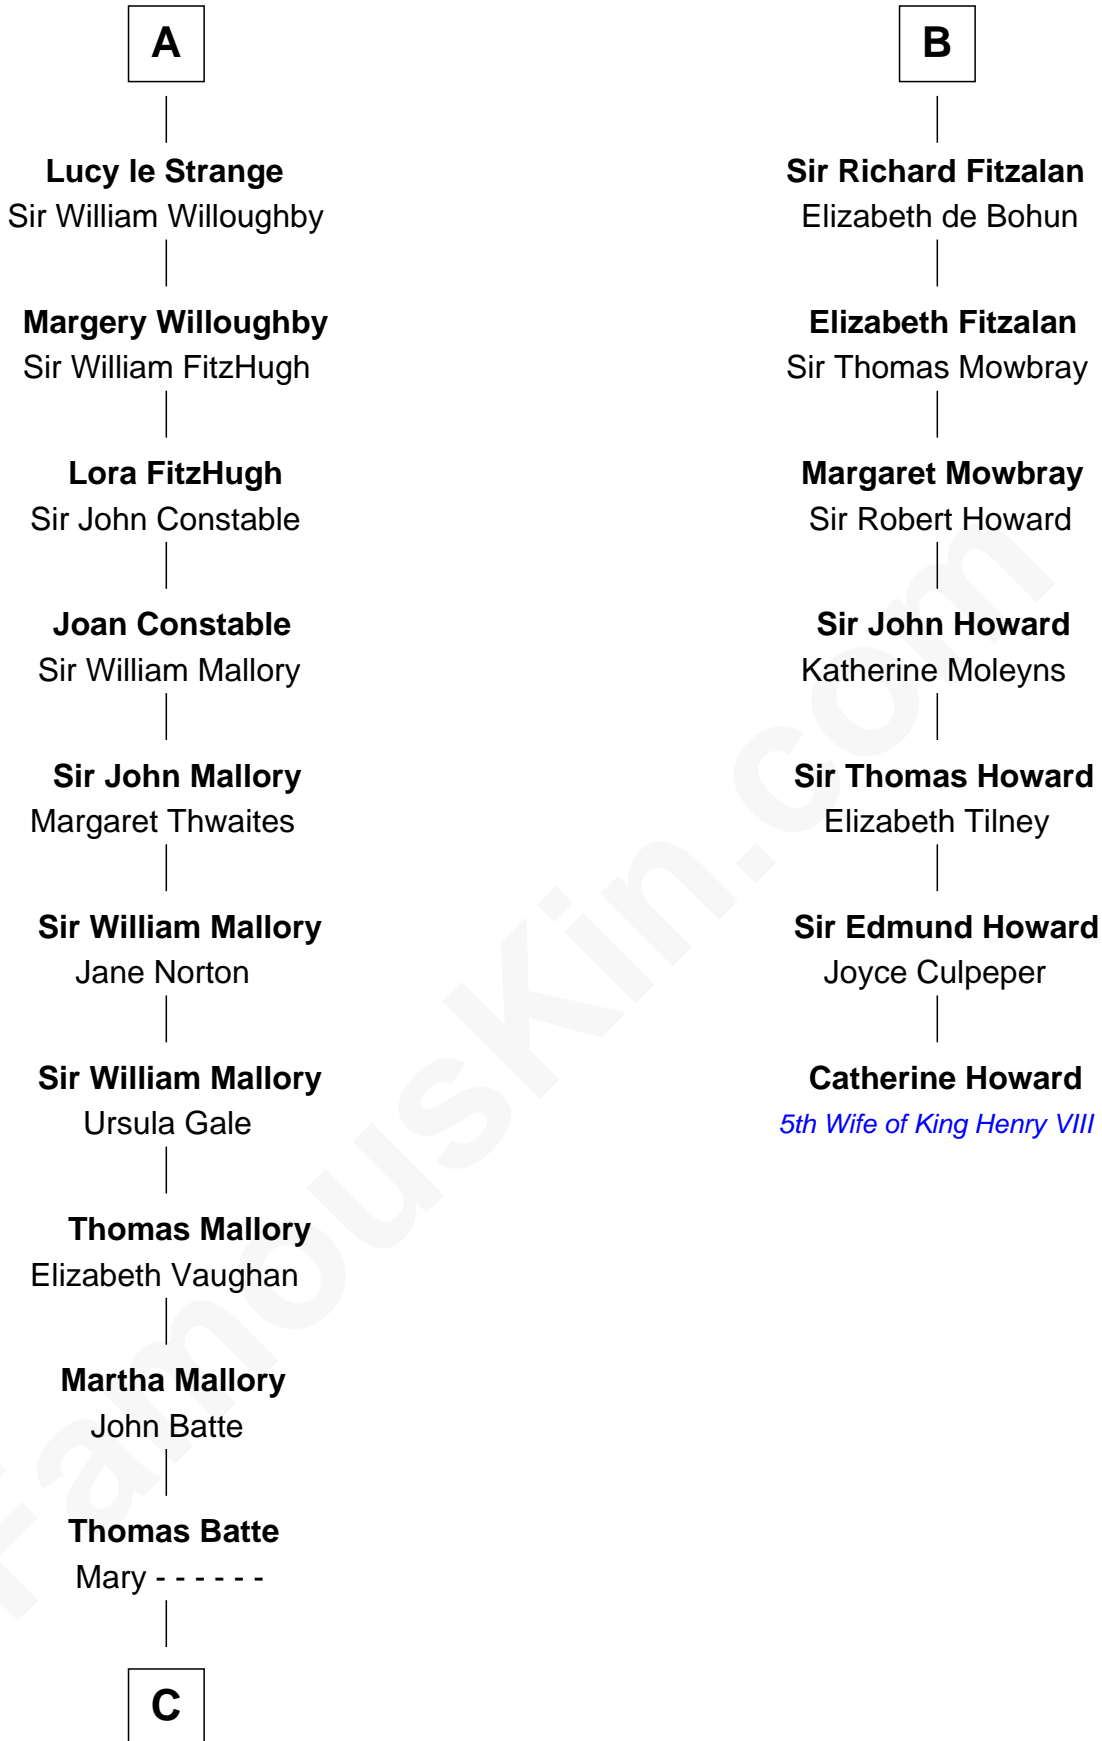 A
Lucy le Strange
Sir William Willoughby
Margery Willoughby
Sir William FitzHugh
Lora FitzHugh
Sir John Constable
Joan Constable
Sir William Mallory
Sir John Mallory
Margaret Thwaites
Sir William Mallory
Jane Norton
Sir William Mallory
Ursula Gale
Thomas Mallory
Elizabeth Vaughan
Martha Mallory
John Batte
Thomas Batte
Mary - - - - - -
C
B
Sir Richard Fitzalan
Elizabeth de Bohun
Elizabeth Fitzalan
Sir Thomas Mowbray
Margaret Mowbray
Sir Robert Howard
Sir John Howard
Katherine Moleyns
Sir Thomas Howard
Elizabeth Tilney
Sir Edmund Howard
Joyce Culpeper
Catherine Howard
5th Wife of King Henry VIII
FamousKin.com